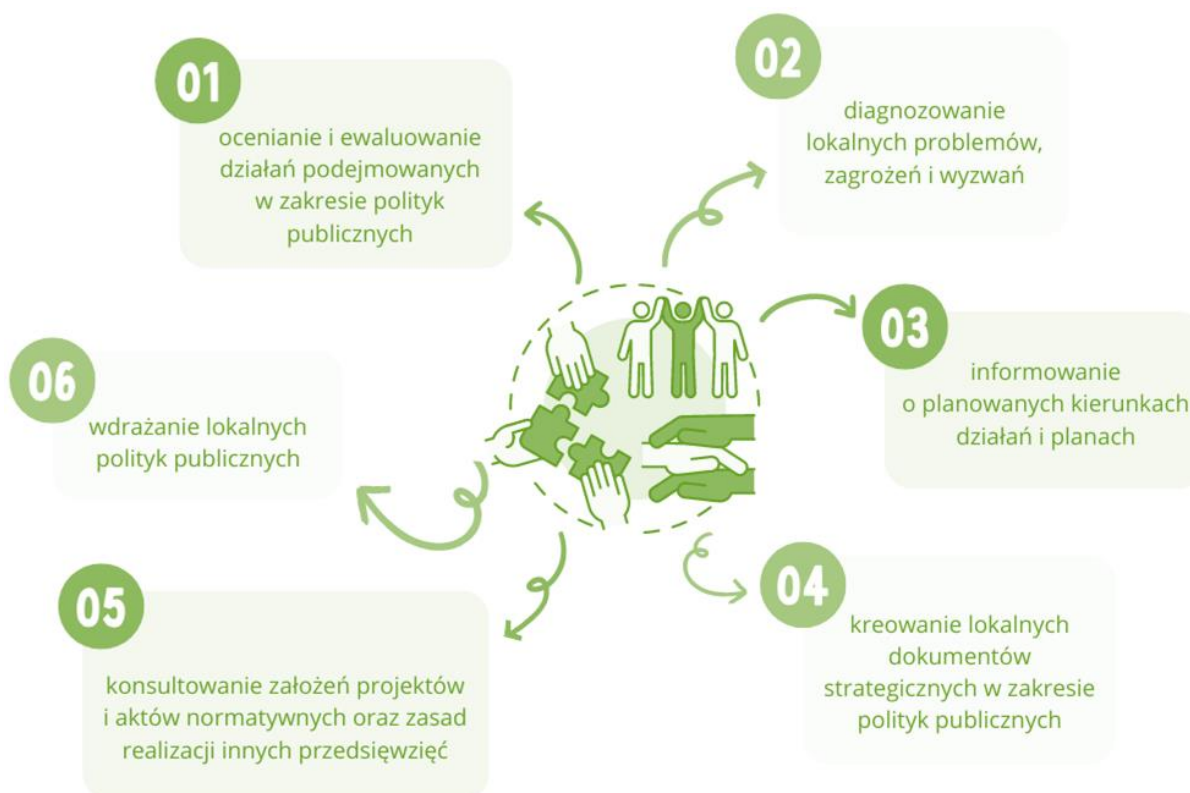 01
ocenianie i ewaluowanie
działań podejmowanych
w zakresie polityk
publicznych
02
diagnozowanie
lokalnych problemów,
zagrożeń i wyzwań
03
informowanie
o planowanych kierunkach
działań i planach
04
kreowanie lokalnych
dokumentów
strategicznych w zakresie
polityk publicznych
05
konsultowanie założeń projektów
i aktów normatywnych oraz zasad
realizacji innych przedsięwzięć
06
wdrażanie lokalnych
polityk publicznych